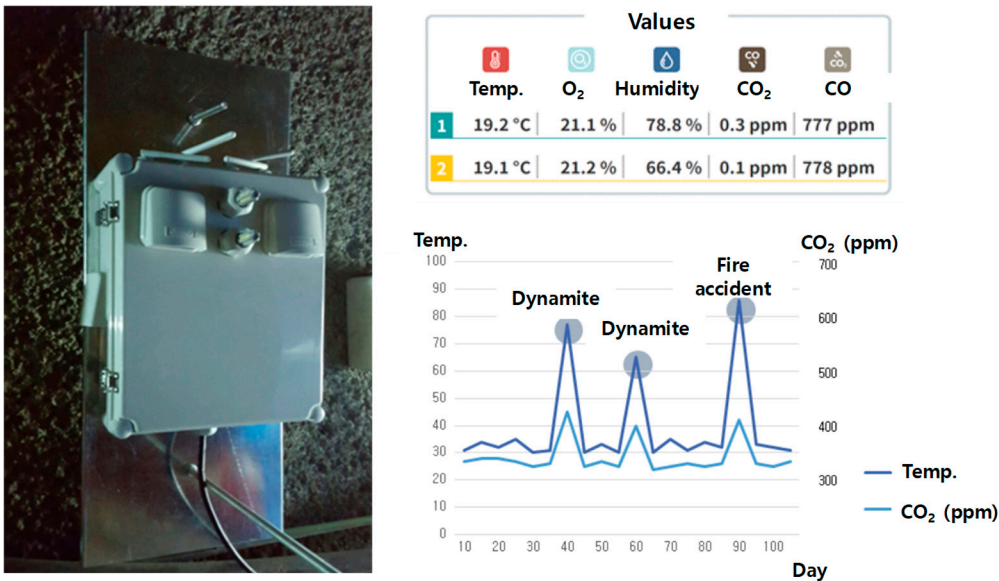 Values
CO
CO₂
Temp. O₂ Humidity CO₂ CO
1 19.2 °C 21.1 % 78.8 % 0.3 ppm 777 ppm
2 19.1 °C 21.2 % 66.4 % 0.1 ppm 778 ppm
Temp.
CO₂ (ppm)
100
90
80
70
60
50
40
30
20
10
0
700
600
500
400
300
Dynamite
Dynamite
Fire
accident
Temp.
CO₂ (ppm)
10 20 30 40 50 60 70 80 90 100
Day